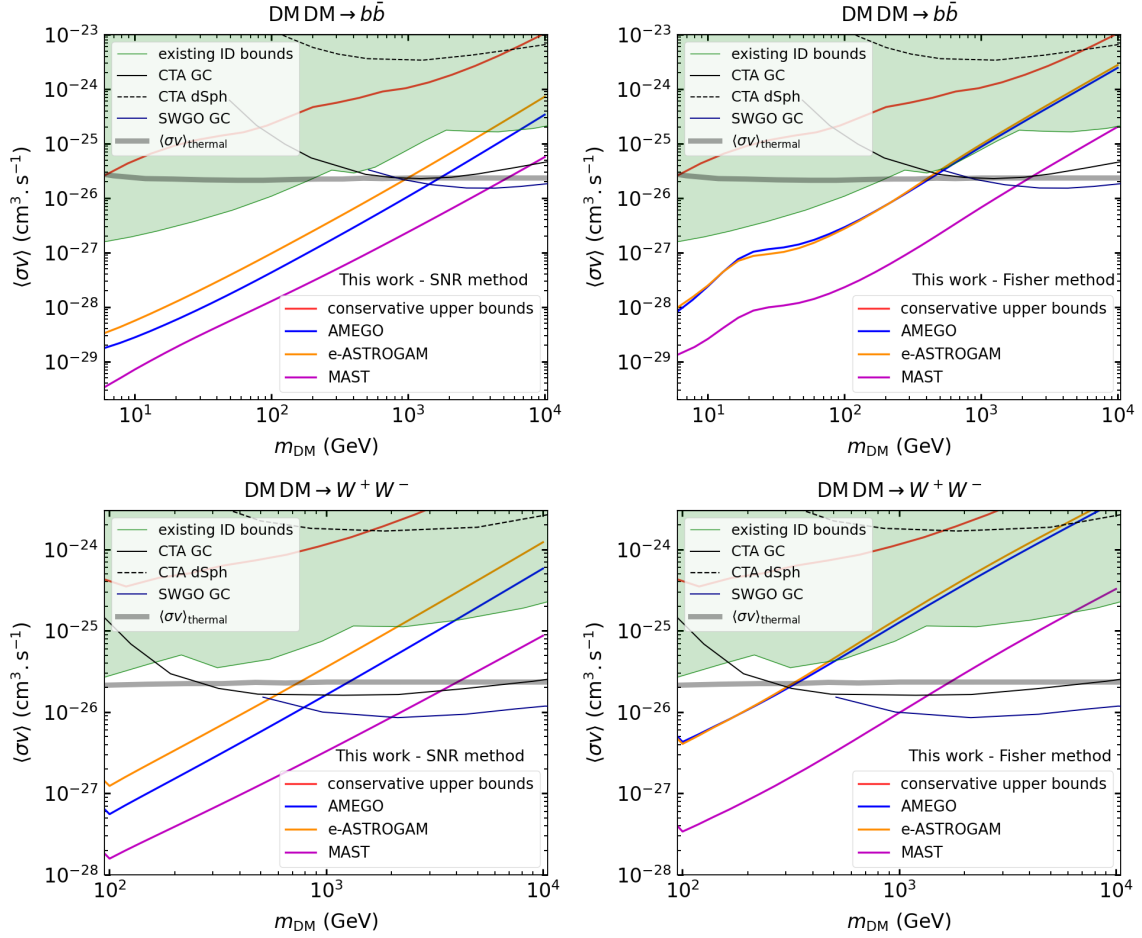 DM DM → b b̄
10⁻²³
10⁻²⁴
10⁻²⁵
10⁻²⁶
10⁻²⁷
10⁻²⁸
10⁻²⁹
⟨σv⟩ (cm³. s⁻¹)
existing ID bounds
CTA GC
CTA dSph
SWGO GC
⟨σv⟩thermal
This work - SNR method
conservative upper bounds
AMEGO
e-ASTROGAM
MAST
10¹ 10² 10³ 10⁴
mDM (GeV)
DM DM → b b̄
10⁻²³
10⁻²⁴
10⁻²⁵
10⁻²⁶
10⁻²⁷
10⁻²⁸
10⁻²⁹
⟨σv⟩ (cm³. s⁻¹)
existing ID bounds
CTA GC
CTA dSph
SWGO GC
⟨σv⟩thermal
This work - Fisher method
conservative upper bounds
AMEGO
e-ASTROGAM
MAST
10¹ 10² 10³ 10⁴
mDM (GeV)
DM DM → W⁺ W⁻
10⁻²⁴
10⁻²⁵
10⁻²⁶
10⁻²⁷
10⁻²⁸
⟨σv⟩ (cm³. s⁻¹)
existing ID bounds
CTA GC
CTA dSph
SWGO GC
⟨σv⟩thermal
This work - SNR method
conservative upper bounds
AMEGO
e-ASTROGAM
MAST
10² 10³ 10⁴
mDM (GeV)
DM DM → W⁺ W⁻
10⁻²⁴
10⁻²⁵
10⁻²⁶
10⁻²⁷
10⁻²⁸
⟨σv⟩ (cm³. s⁻¹)
existing ID bounds
CTA GC
CTA dSph
SWGO GC
⟨σv⟩thermal
This work - Fisher method
conservative upper bounds
AMEGO
e-ASTROGAM
MAST
10² 10³ 10⁴
mDM (GeV)